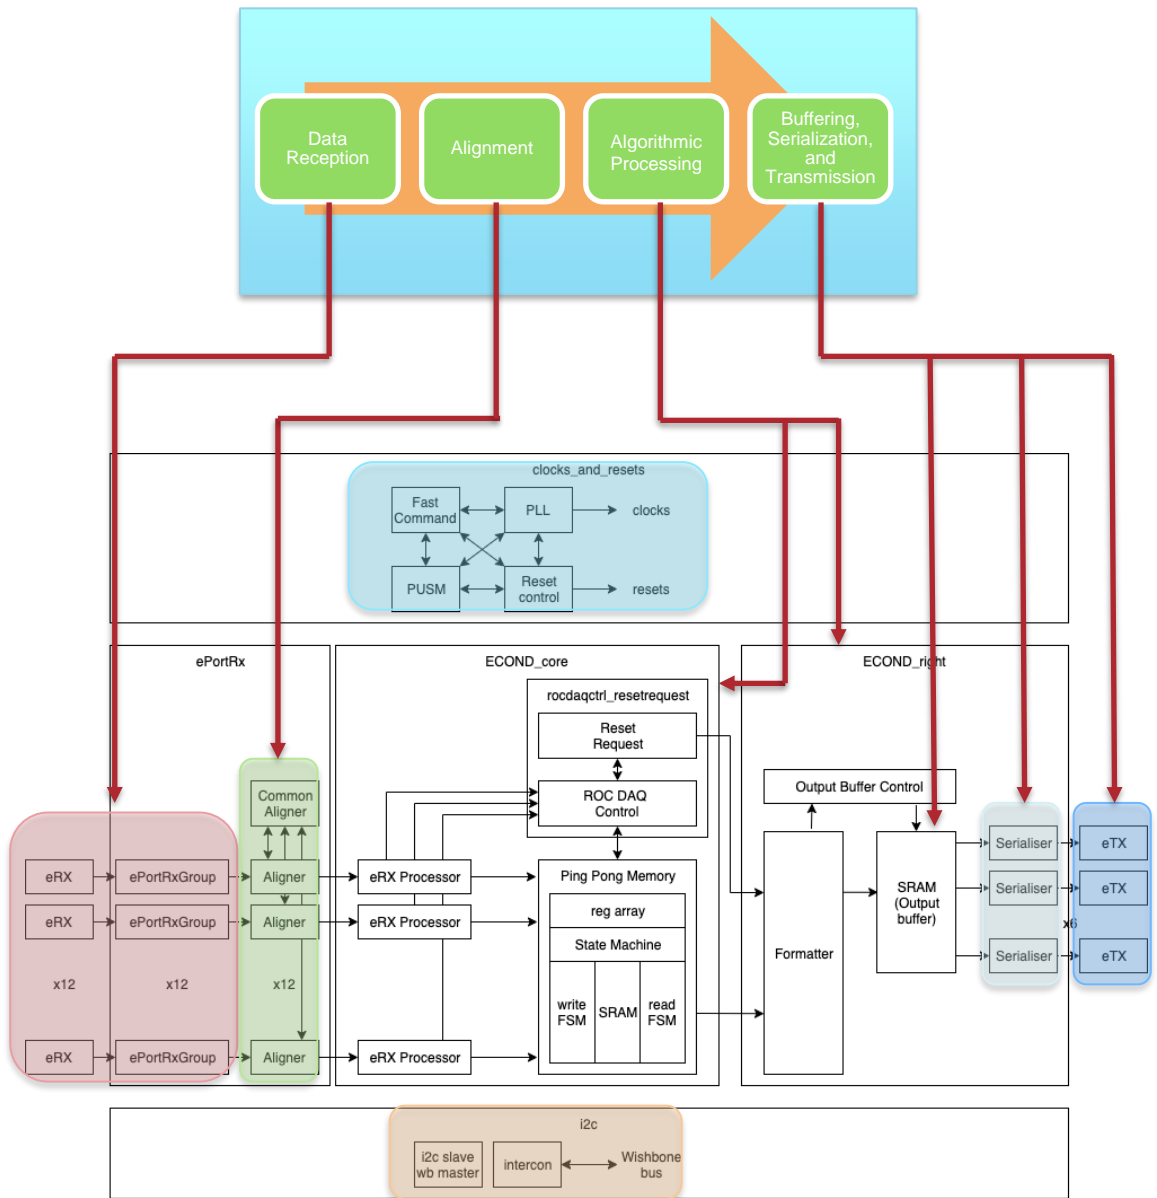 Data
Reception
Alignment
Algorithmic
Processing
Buffering,
Serialization,
and
Transmission
clocks_and_resets
Fast
Command
PLL
clocks
PUSM
Reset
control
resets
ePortRx
ECOND_core
ECOND_right
rocdaqctrl_resetrequest
Reset
Request
Common
Aligner
ROC DAQ
Control
Output Buffer Control
eRX
ePortRxGroup
Aligner
eRX Processor
Ping Pong Memory
Serialiser
eTX
eRX
ePortRxGroup
Aligner
eRX Processor
reg array
SRAM
(Output
buffer)
Serialiser
eTX
x6
State Machine
Formatter
Serialiser
eTX
x12
x12
x12
write
FSM
SRAM
read
FSM
eRX
ePortRxGroup
Aligner
eRX Processor
i2c
i2c slave
wb master
intercon
Wishbone
bus